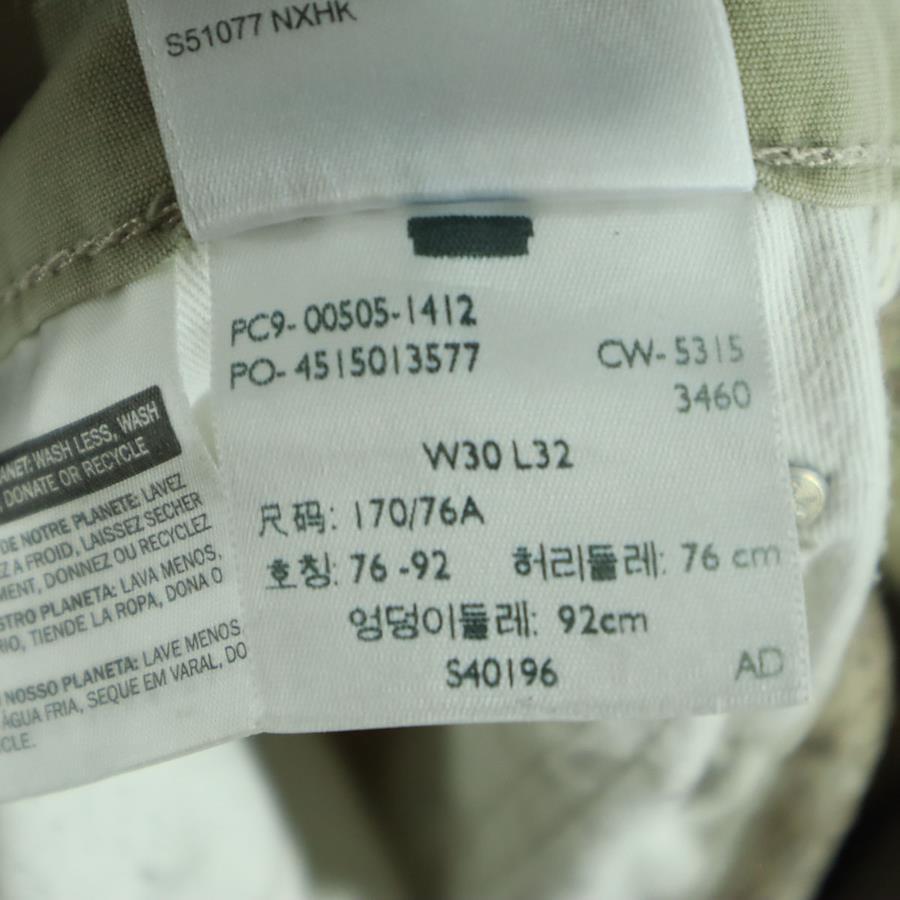 S51077 NXHK
PC9-00505-1412
PO-4515013577
CW-5315
3460
W30 L32
尺码: 170/76A
호칭: 76-92 허리둘레: 76 cm
엉덩이둘레: 92cm
S40196
AD
ANET: WASH LESS, WASH
DONATE OR RECYCLE
DE NOTRE PLANETE: LAVEZ
Z A FROID, LAISSEZ SECHER
MENT, DONNEZ OU RECYCLEZ
STRO PLANETA: LAVA MENOS,
RIO, TIENDE LA ROPA, DONA O
NOSSO PLANETA: LAVE MENOS
ÁGUA FRIA, SEQUE EM VARAL, DO
CLE.